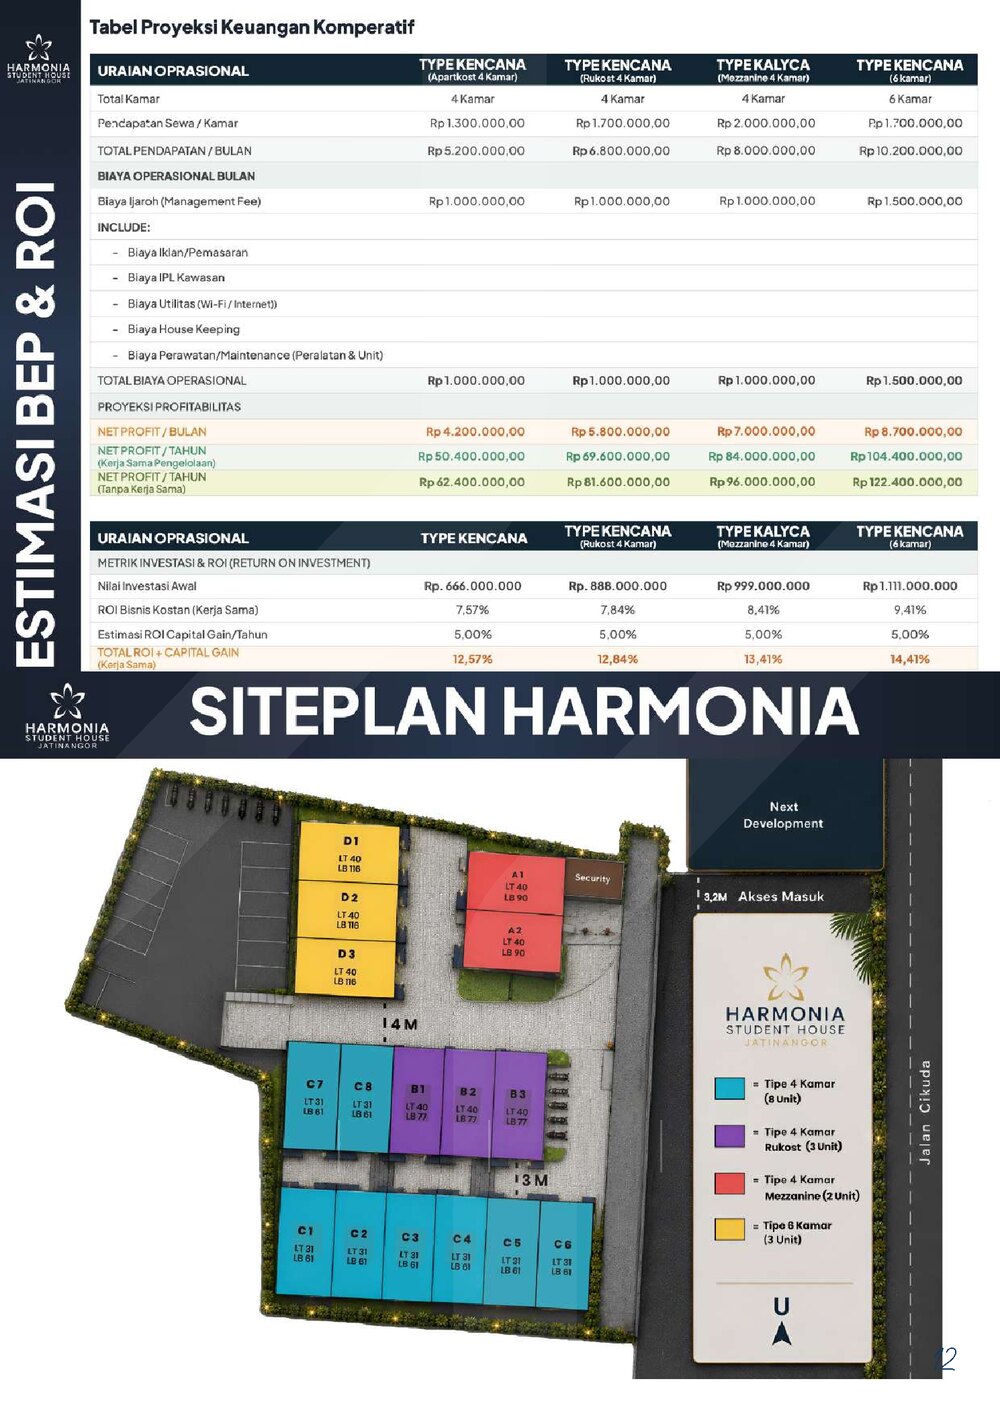 HARMONIA
STUDENT HOUSE
JATINANGOR
ESTIMASI BEP & ROI
Tabel Proyeksi Keuangan Komperatif
URAIAN OPRASIONAL TYPE KENCANA (Apartkost 4 Kamar) TYPE KENCANA (Rukost 4 Kamar) TYPE KALYCA (Mezzanine 4 Kamar) TYPE KENCANA (6 kamar)
Total Kamar 4 Kamar 4 Kamar 4 Kamar 6 Kamar
Pendapatan Sewa / Kamar Rp 1.300.000,00 Rp 1.700.000,00 Rp 2.000.000,00 Rp 1.700.000,00
TOTAL PENDAPATAN / BULAN Rp 5.200.000,00 Rp 6.800.000,00 Rp 8.000.000,00 Rp 10.200.000,00
BIAYA OPERASIONAL BULAN
Biaya Ijaroh (Management Fee) Rp 1.000.000,00 Rp 1.000.000,00 Rp 1.000.000,00 Rp 1.500.000,00
INCLUDE:
- Biaya Iklan/Pemasaran
- Biaya IPL Kawasan
- Biaya Utilitas (Wi-Fi / Internet))
- Biaya House Keeping
- Biaya Perawatan/Maintenance (Peralatan & Unit)
TOTAL BIAYA OPERASIONAL Rp 1.000.000,00 Rp 1.000.000,00 Rp 1.000.000,00 Rp 1.500.000,00
PROYEKSI PROFITABILITAS
NET PROFIT / BULAN Rp 4.200.000,00 Rp 5.800.000,00 Rp 7.000.000,00 Rp 8.700.000,00
NET PROFIT / TAHUN (Kerja Sama Pengelolaan) Rp 50.400.000,00 Rp 69.600.000,00 Rp 84.000.000,00 Rp 104.400.000,00
NET PROFIT / TAHUN (Tanpa Kerja Sama) Rp 62.400.000,00 Rp 81.600.000,00 Rp 96.000.000,00 Rp 122.400.000,00
URAIAN OPRASIONAL TYPE KENCANA TYPE KENCANA (Rukost 4 Kamar) TYPE KALYCA (Mezzanine 4 Kamar) TYPE KENCANA (6 kamar)
METRIK INVESTASI & ROI (RETURN ON INVESTMENT)
Nilai Investasi Awal Rp. 666.000.000 Rp. 888.000.000 Rp 999.000.000 Rp 1.111.000.000
ROI Bisnis Kostan (Kerja Sama) 7,57% 7,84% 8,41% 9,41%
Estimasi ROI Capital Gain/Tahun 5,00% 5,00% 5,00% 5,00%
TOTAL ROI + CAPITAL GAIN (Kerja Sama) 12,57% 12,84% 13,41% 14,41%
HARMONIA
STUDENT HOUSE
JATINANGOR
SITEPLAN HARMONIA
Next
Development
3,2M Akses Masuk
D1
LT 40
LB 116
D2
LT 40
LB 116
D3
LT 40
LB 116
A1
LT 40
LB 90
A2
LT 40
LB 90
Security
4 M
C7
LT 31
LB 61
C8
LT 31
LB 61
B1
LT 40
LB 77
B2
LT 40
LB 77
B3
LT 40
LB 77
3 M
C1
LT 31
LB 61
C2
LT 31
LB 61
C3
LT 31
LB 61
C4
LT 31
LB 61
C5
LT 31
LB 61
C6
LT 31
LB 61
HARMONIA
STUDENT HOUSE
JATINANGOR
= Tipe 4 Kamar
(8 Unit)
= Tipe 4 Kamar
Rukost (3 Unit)
= Tipe 4 Kamar
Mezzanine (2 Unit)
= Tipe 6 Kamar
(3 Unit)
U
Jalan Cikuda
12